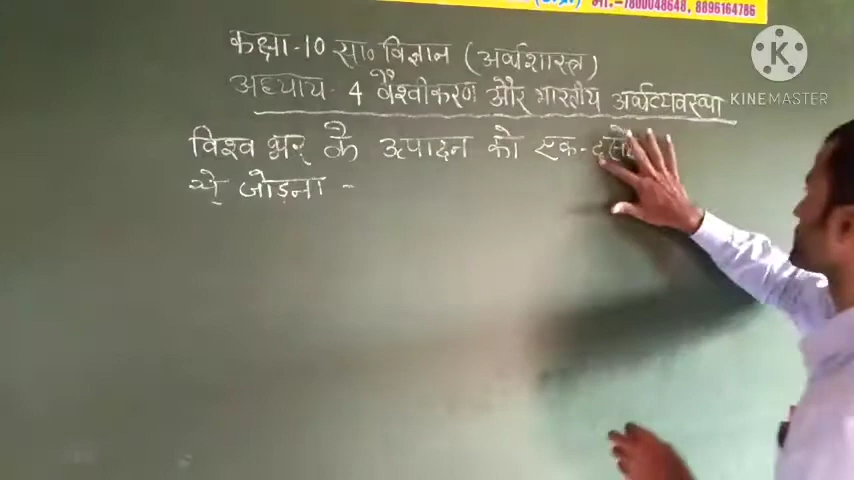 मो.-7800048648, 8896164786
कक्षा-10 सा० विज्ञान (अर्थशास्त्र)
अध्याय- 4 वैश्वीकरण और भारतीय अर्थव्यवस्था
KINEMASTER
विश्व भर के उत्पादन को एक-
से जोड़ना -